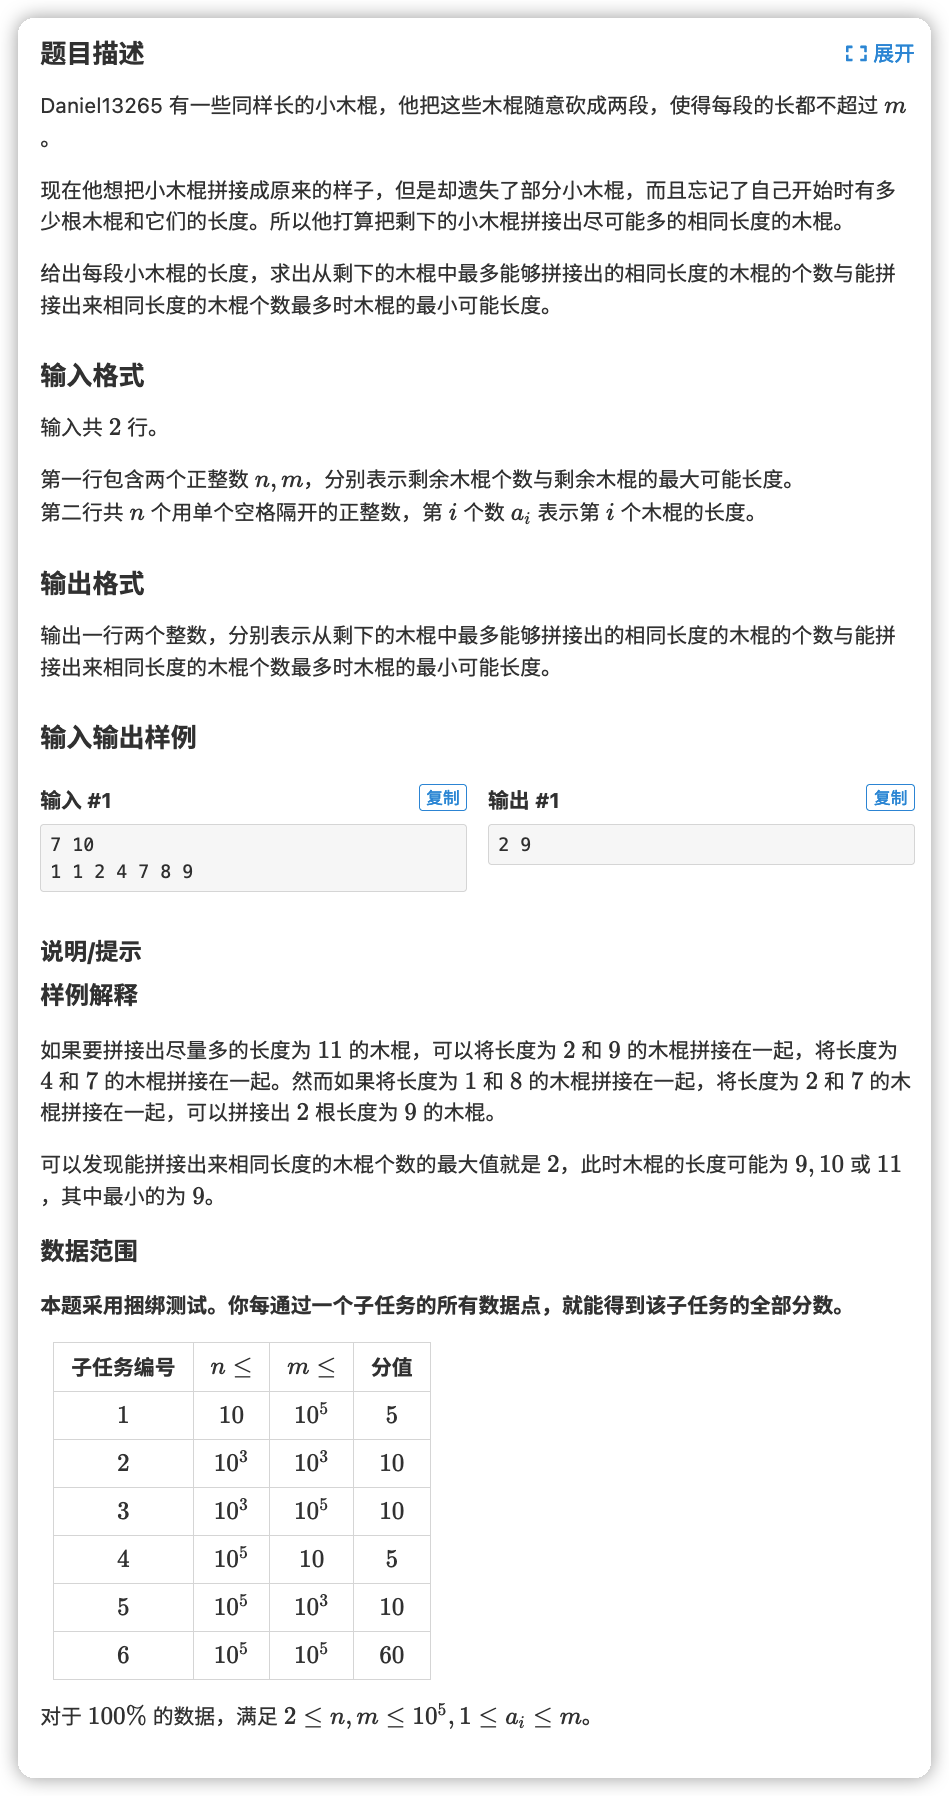 题目描述
展开
Daniel13265 有一些同样长的小木棍，他把这些木棍随意砍成两段，使得每段的长都不超过 m
。
现在他想把小木棍拼接成原来的样子，但是却遗失了部分小木棍，而且忘记了自己开始时有多
少根木棍和它们的长度。所以他打算把剩下的小木棍拼接出尽可能多的相同长度的木棍。
给出每段小木棍的长度，求出从剩下的木棍中最多能够拼接出的相同长度的木棍的个数与能拼
接出来相同长度的木棍个数最多时木棍的最小可能长度。
输入格式
输入共 2 行。
第一行包含两个正整数 n, m，分别表示剩余木棍个数与剩余木棍的最大可能长度。
第二行共 n 个用单个空格隔开的正整数，第 i 个数 a_i 表示第 i 个木棍的长度。
输出格式
输出一行两个整数，分别表示从剩下的木棍中最多能够拼接出的相同长度的木棍的个数与能拼
接出来相同长度的木棍个数最多时木棍的最小可能长度。
输入输出样例
输入 #1 复制
7 10
1 1 2 4 7 8 9
输出 #1 复制
2 9
说明/提示
样例解释
如果要拼接出尽量多的长度为 11 的木棍，可以将长度为 2 和 9 的木棍拼接在一起，将长度为
4 和 7 的木棍拼接在一起。然而如果将长度为 1 和 8 的木棍拼接在一起，将长度为 2 和 7 的木
棍拼接在一起，可以拼接出 2 根长度为 9 的木棍。
可以发现能拼接出来相同长度的木棍个数的最大值就是 2，此时木棍的长度可能为 9, 10 或 11
，其中最小的为 9。
数据范围
本题采用捆绑测试。你每通过一个子任务的所有数据点，就能得到该子任务的全部分数。
子任务编号 n ≤ m ≤ 分值
1 10 10^5 5
2 10^3 10^3 10
3 10^3 10^5 10
4 10^5 10 5
5 10^5 10^3 10
6 10^5 10^5 60
对于 100% 的数据，满足 2 ≤ n, m ≤ 10^5, 1 ≤ a_i ≤ m。